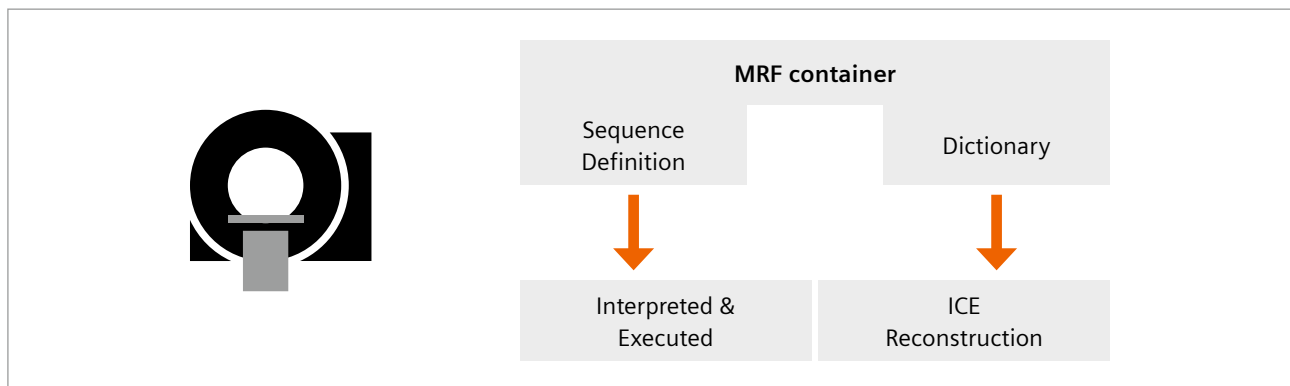 MRF container
Sequence
Definition
Dictionary
Interpreted &
Executed
ICE
Reconstruction